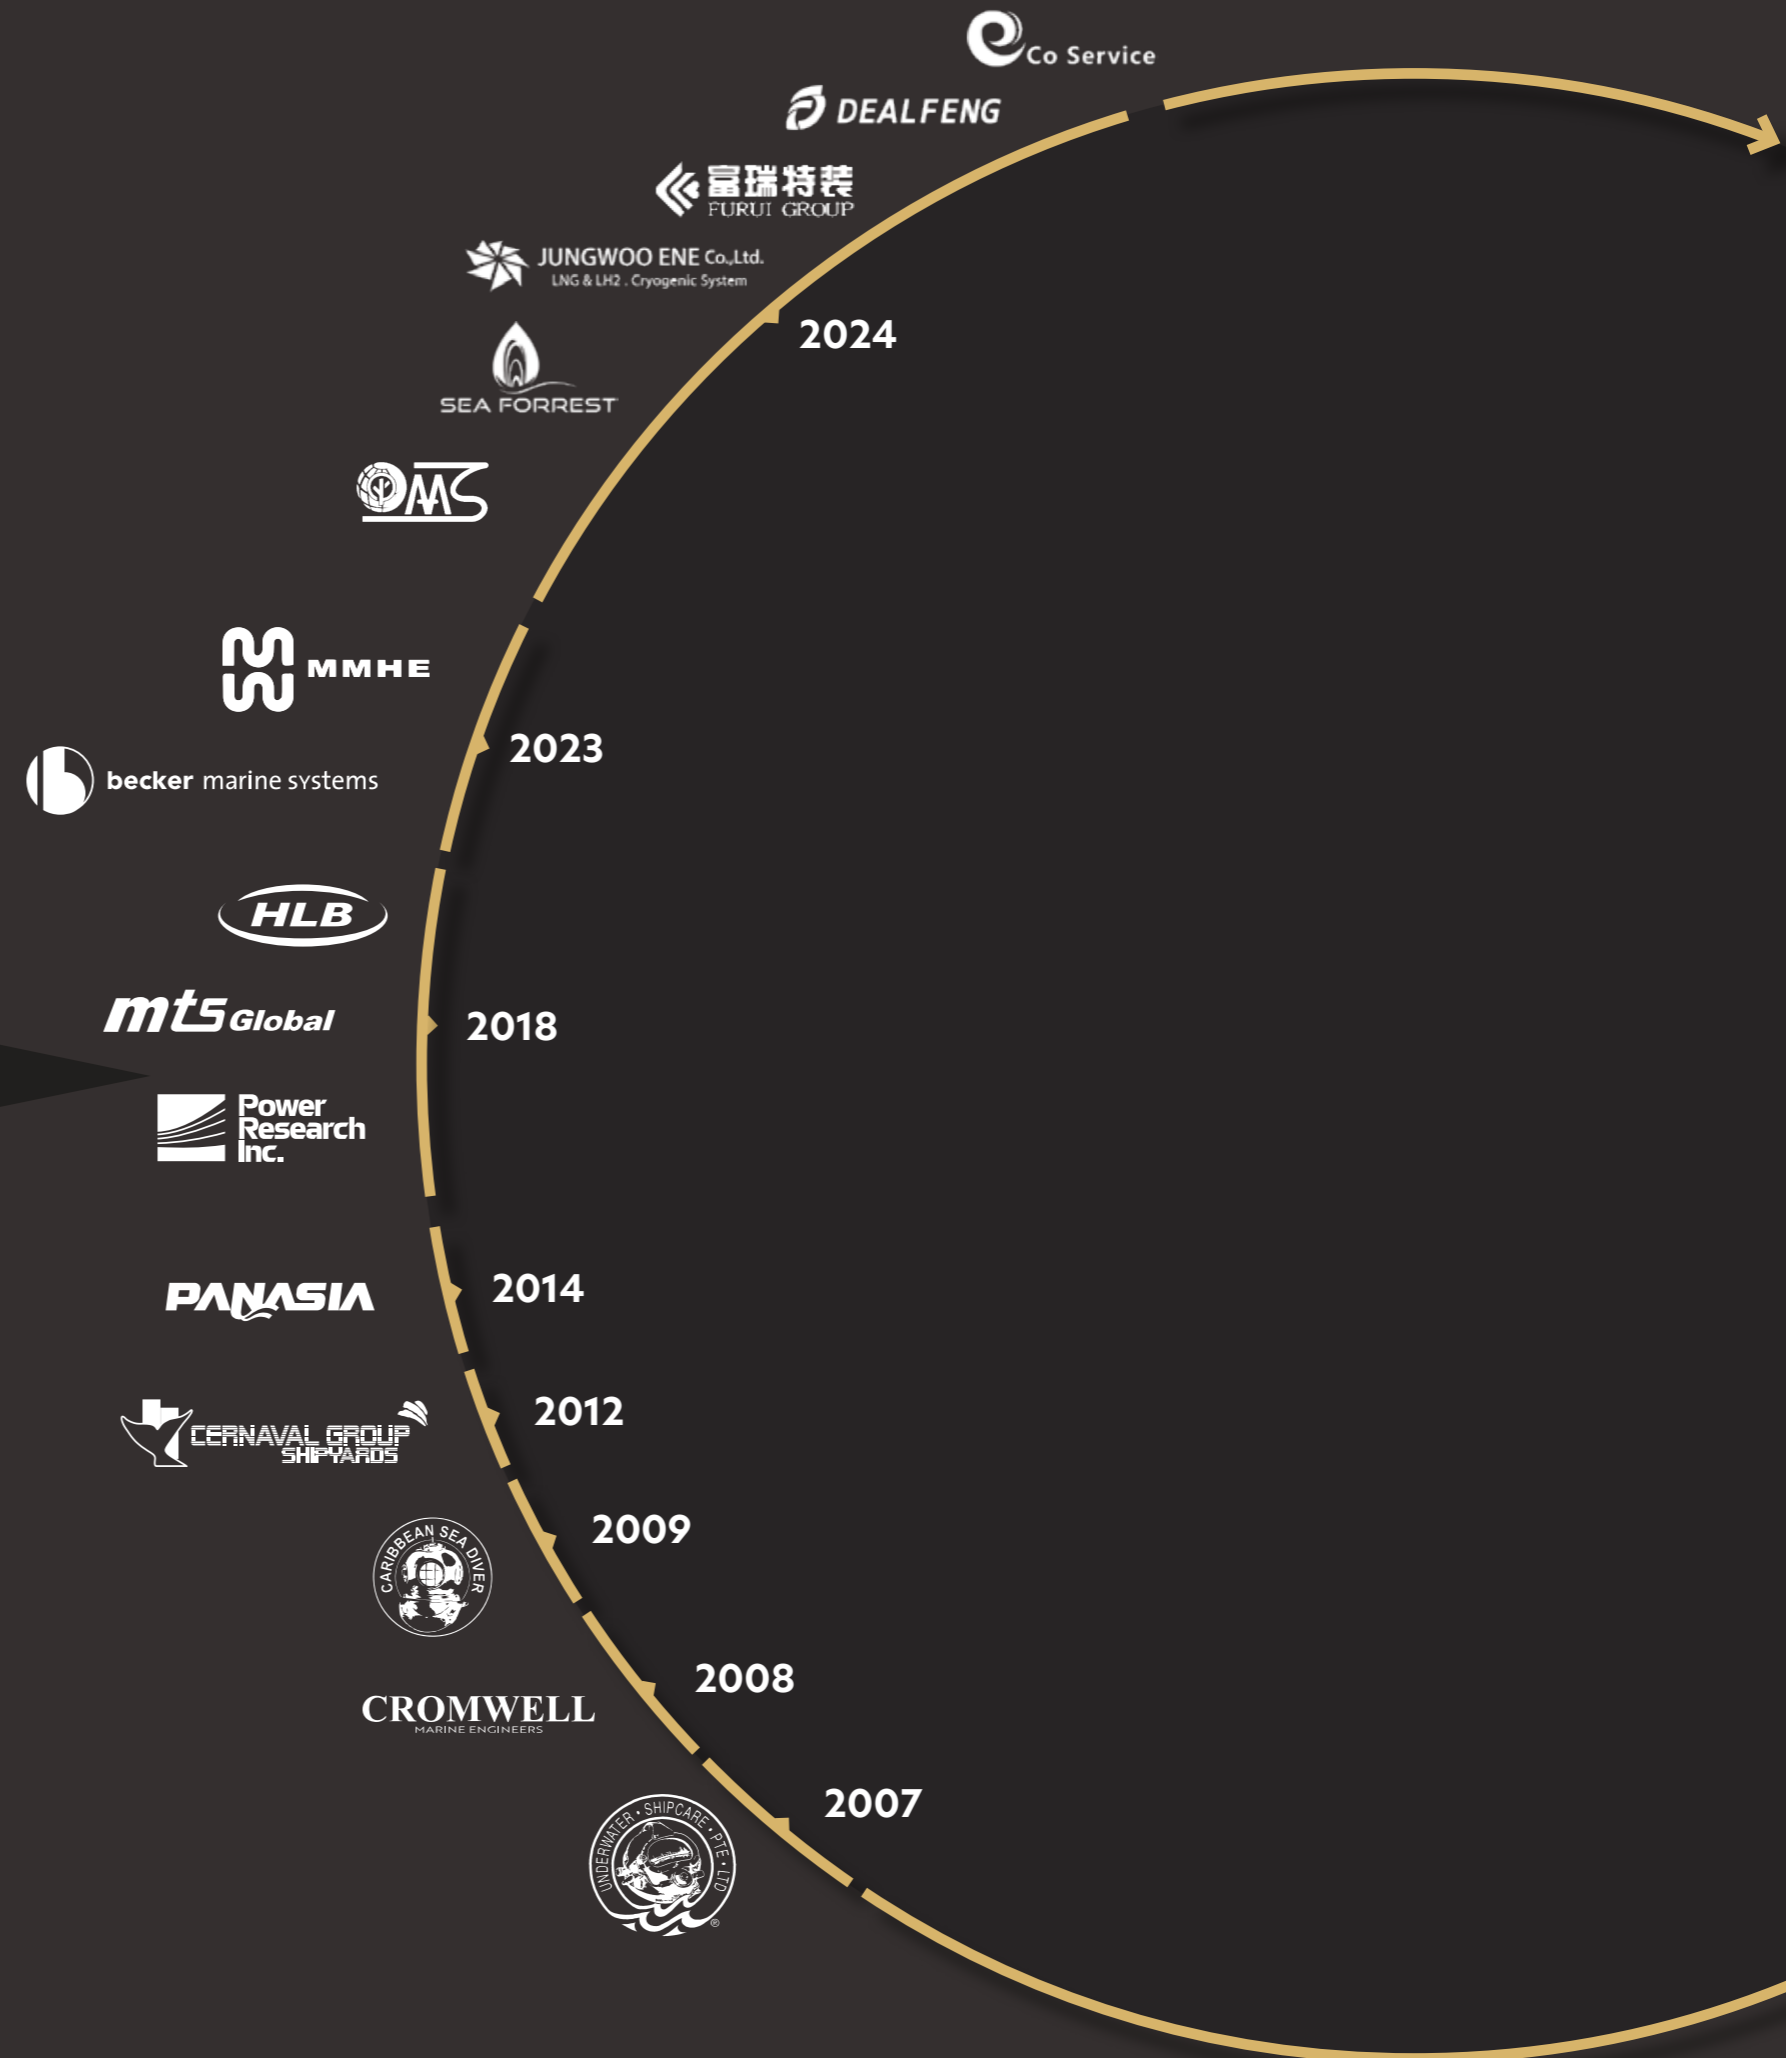 Co Service
DEALFENG
富瑞特装
FURUI GROUP
JUNGWOO ENE Co.,Ltd.
LNG & LH2 . Cryogenic System
2024
SEA FORREST
OMS
MMHE
2023
becker marine systems
HLB
mts Global
2018
Power
Research
Inc.
PANASIA
2014
2012
CERNAVAL GROUP
SHIPYARDS
CARIBBEAN SEA DIVER
2009
2008
CROMWELL
MARINE ENGINEERS
2007
UNDERWATER • SHIPCARE • PTE • LTD
®